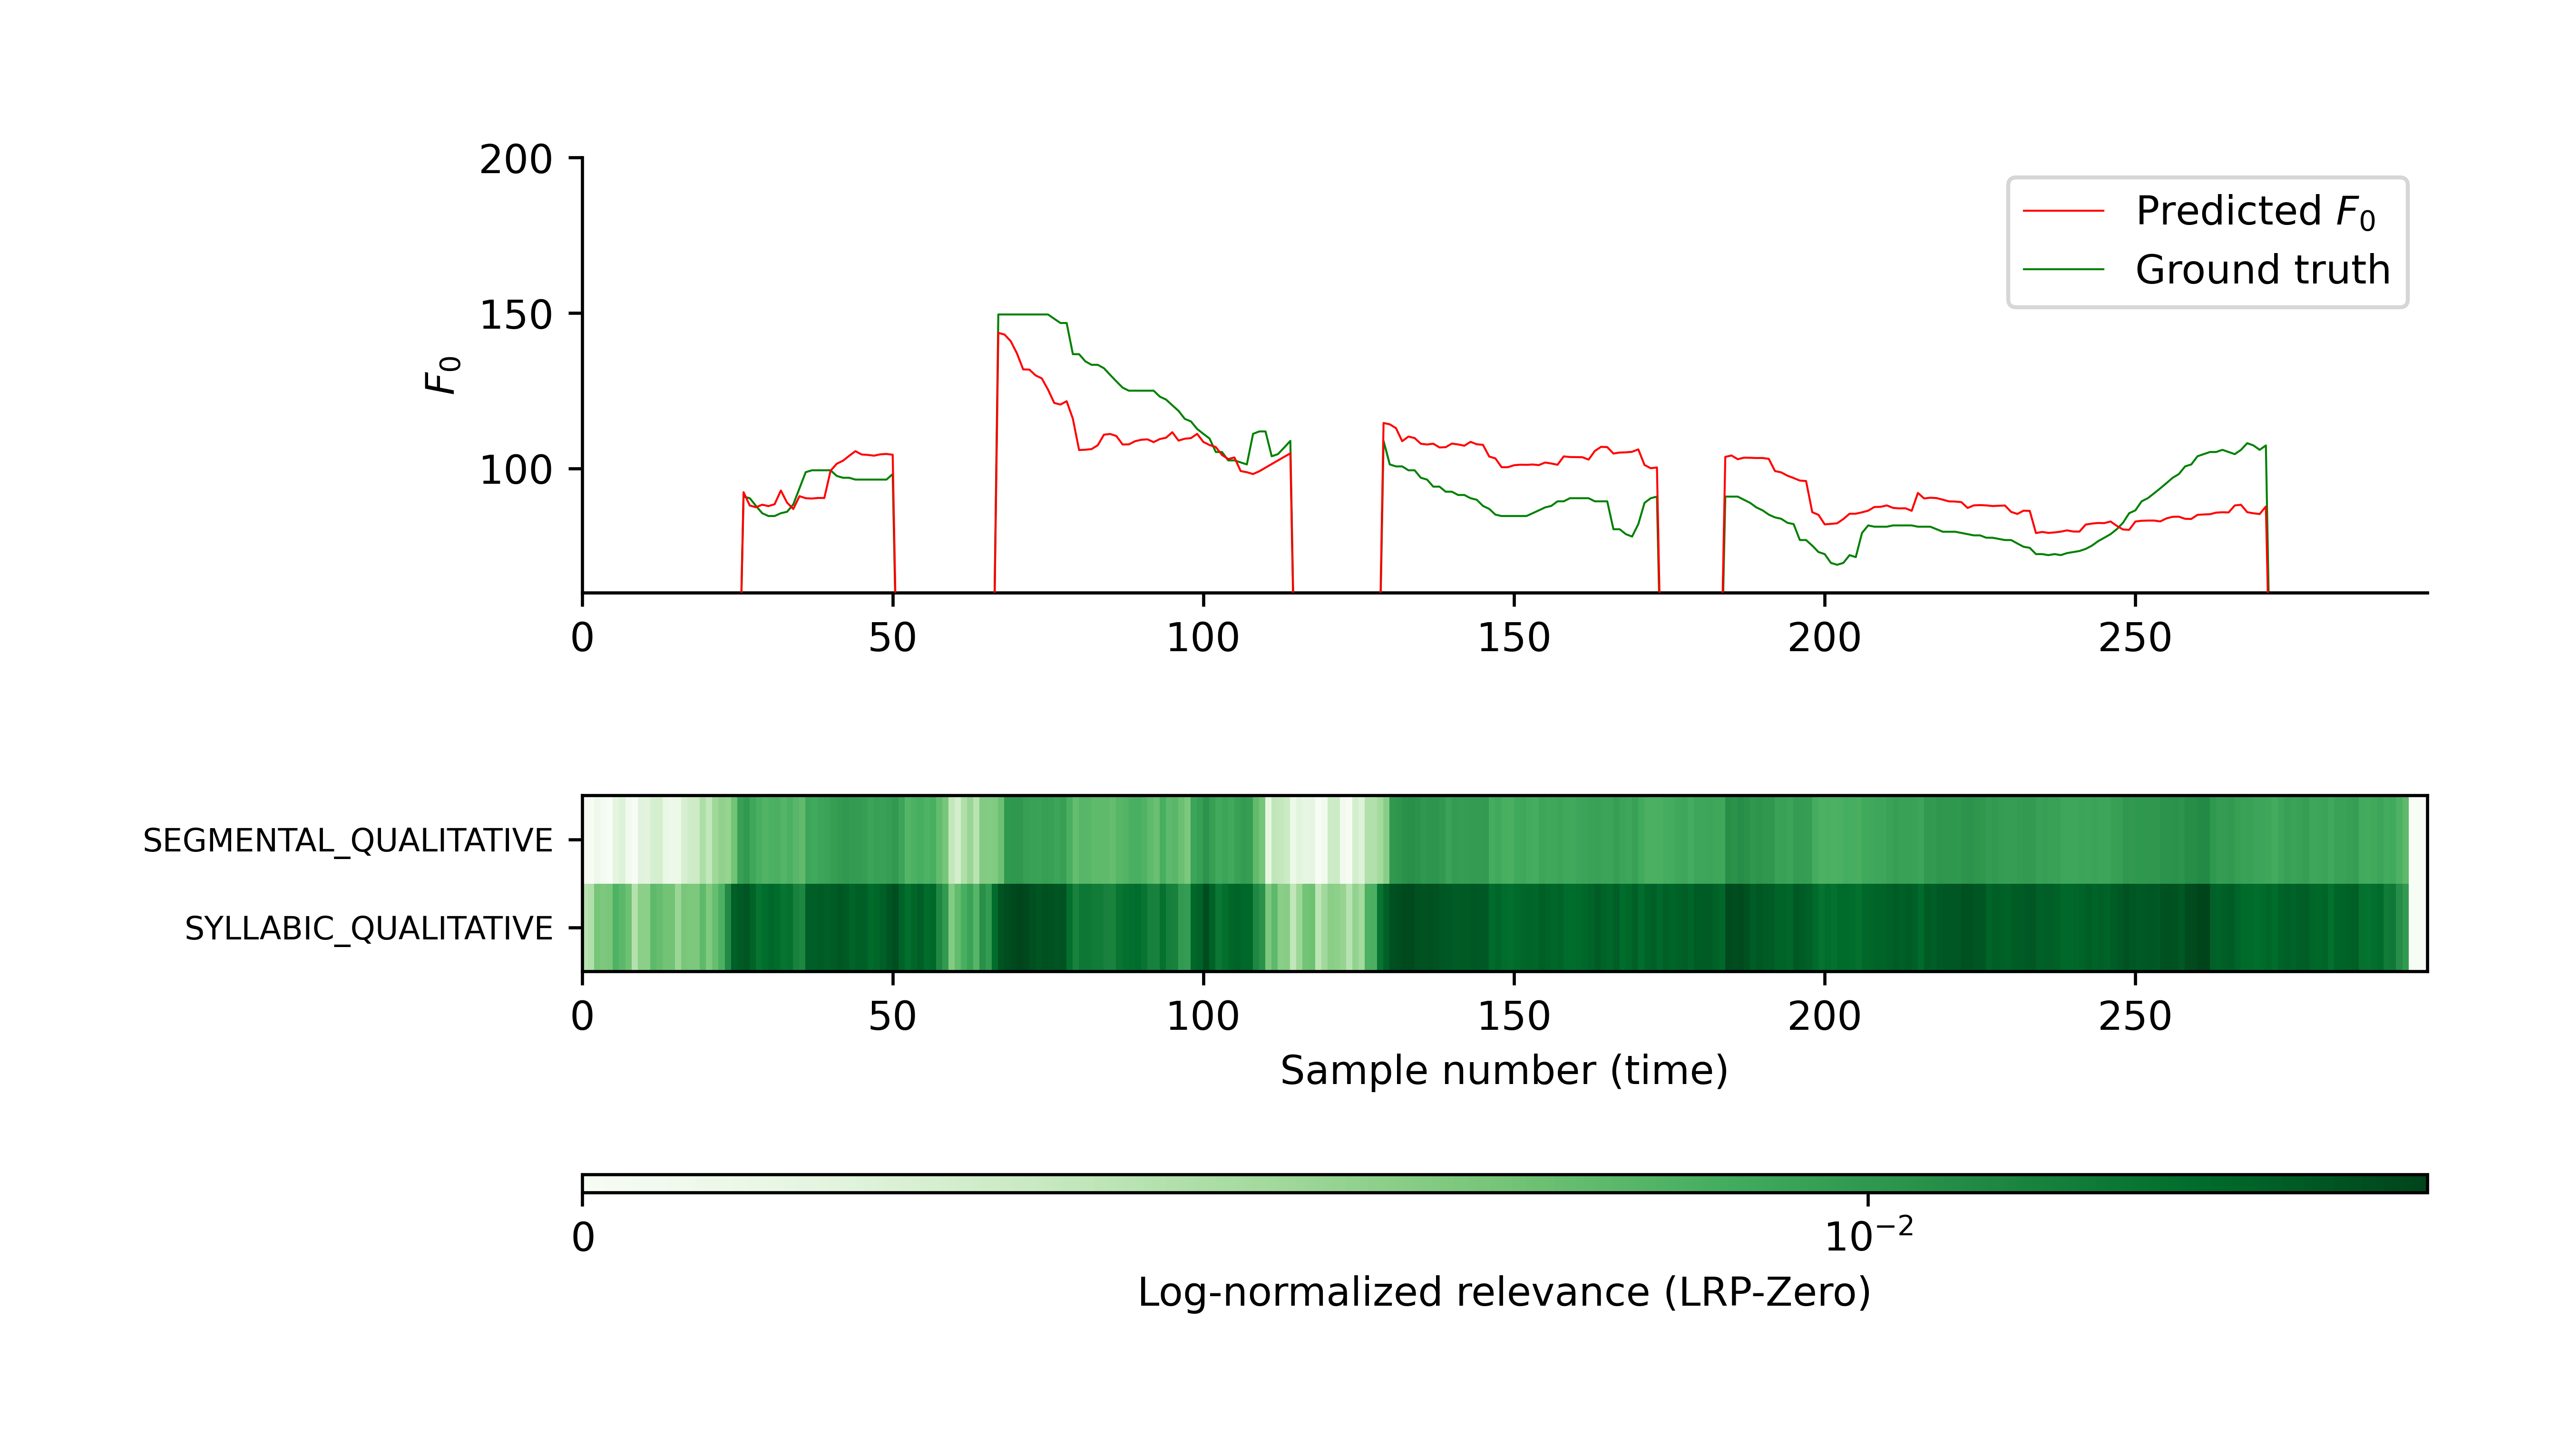 200
150
100
F₀
Predicted F₀
Ground truth
0 50 100 150 200 250
SEGMENTAL_QUALITATIVE
SYLLABIC_QUALITATIVE
0 50 100 150 200 250
Sample number (time)
0 10⁻²
Log-normalized relevance (LRP-Zero)